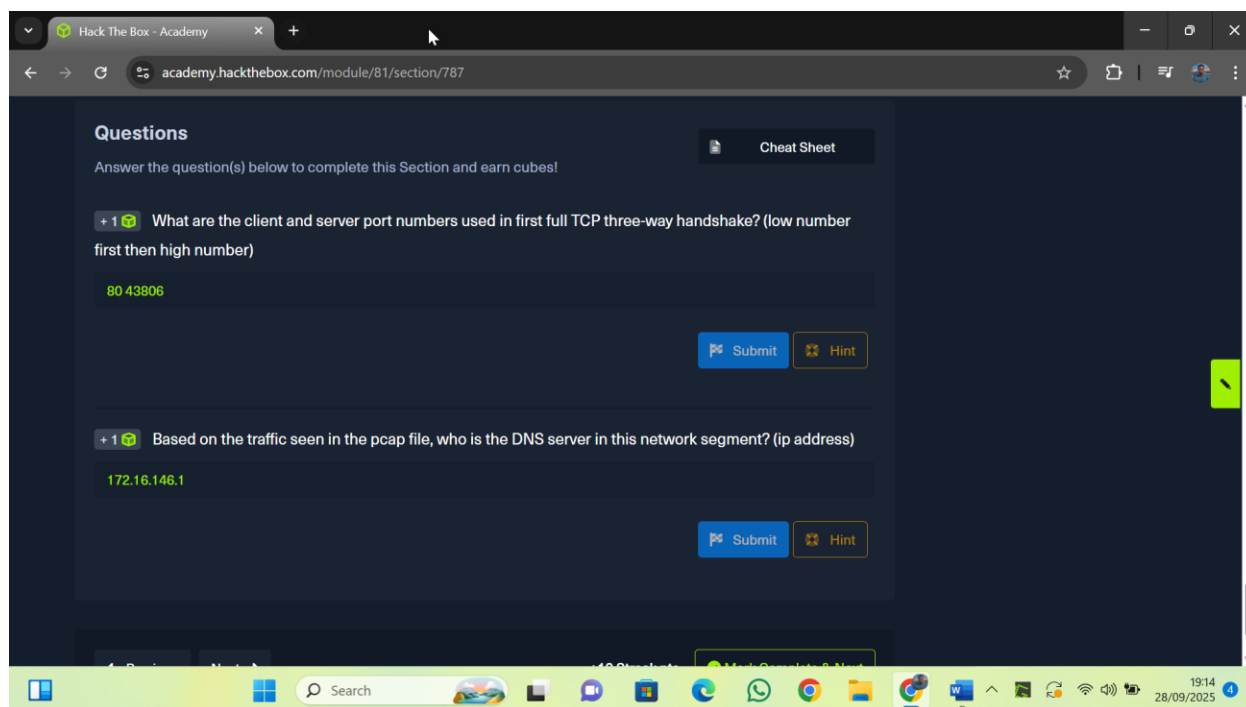 Hack The Box - Academy
academy.hackthebox.com/module/81/section/787
Questions
Cheat Sheet
Answer the question(s) below to complete this Section and earn cubes!
+ 1 What are the client and server port numbers used in first full TCP three-way handshake? (low number
first then high number)
80 43806
Submit
Hint
+ 1 Based on the traffic seen in the pcap file, who is the DNS server in this network segment? (ip address)
172.16.146.1
Submit
Hint
Search
19:14
28/09/2025
4